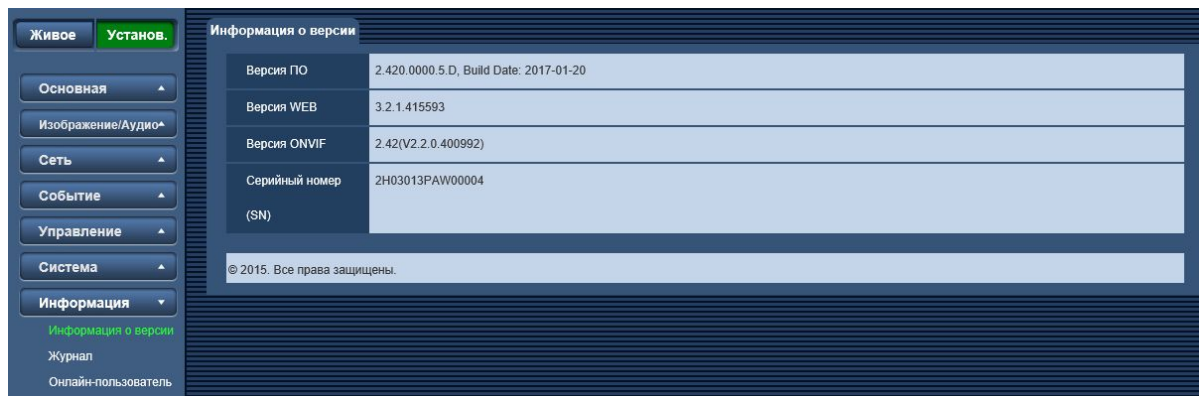 Живое Установ.
Основная
Изображение/Аудио
Сеть
Событие
Управление
Система
Информация
Информация о версии
Журнал
Онлайн-пользователь
Информация о версии
Версия ПО 2.420.0000.5.D, Build Date: 2017-01-20
Версия WEB 3.2.1.415593
Версия ONVIF 2.42(V2.2.0.400992)
Серийный номер 2H03013PAW00004
(SN)
© 2015. Все права защищены.